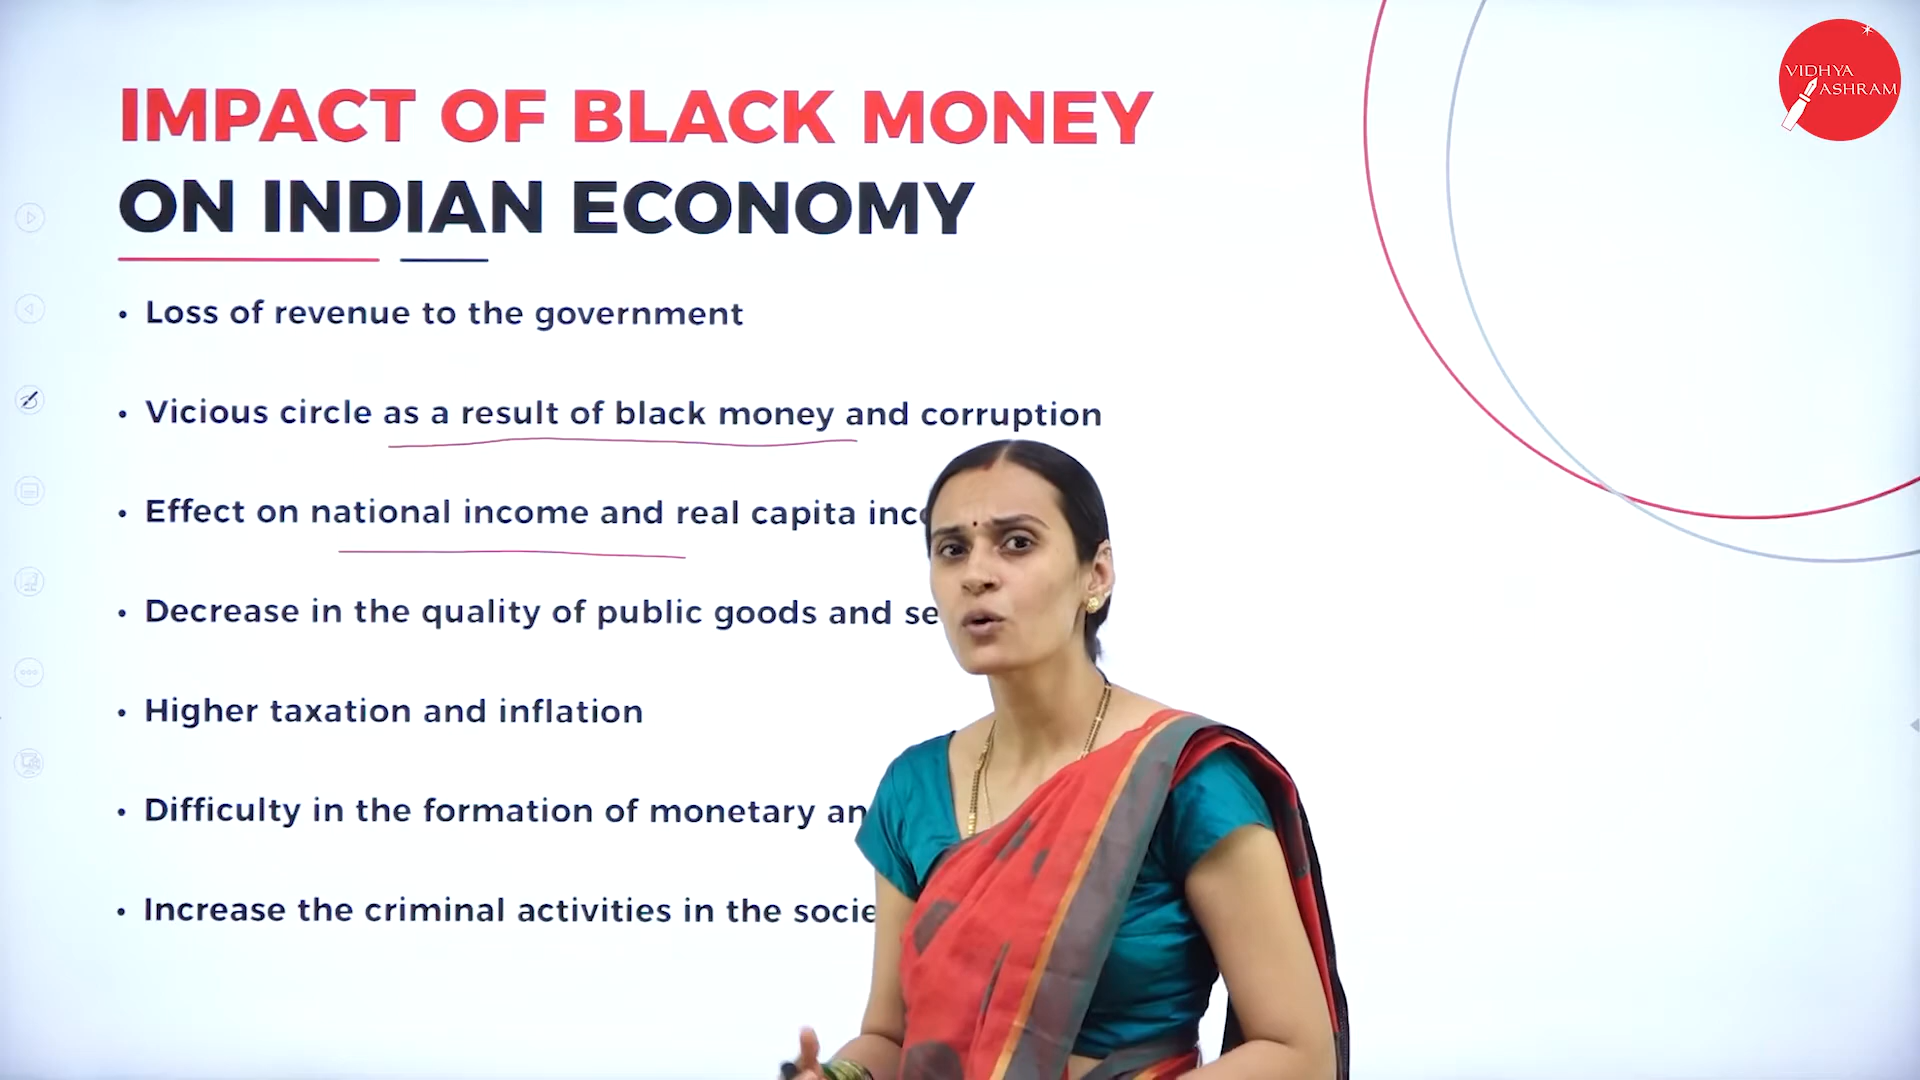 VIDHYA
ASHRAM
IMPACT OF BLACK MONEY
ON INDIAN ECONOMY
• Loss of revenue to the government
• Vicious circle as a result of black money and corruption
• Effect on national income and real capita
• Decrease in the quality of public goods and
• Higher taxation and inflation
• Difficulty in the formation of monetary
• Increase the criminal activities in the